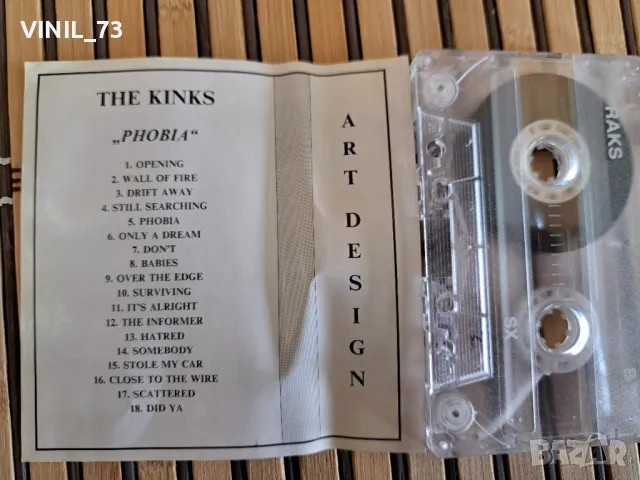 VINIL_73
THE KINKS
„PHOBIA“
1. OPENING
2. WALL OF FIRE
3. DRIFT AWAY
4. STILL SEARCHING
5. PHOBIA
6. ONLY A DREAM
7. DON'T
8. BABIES
9. OVER THE EDGE
10. SURVIVING
11. IT'S ALRIGHT
12. THE INFORMER
13. HATRED
14. SOMEBODY
15. STOLE MY CAR
16. CLOSE TO THE WIRE
17. SCATTERED
18. DID YA
ART DESIGN
RAKS
SX
B
BAZAR